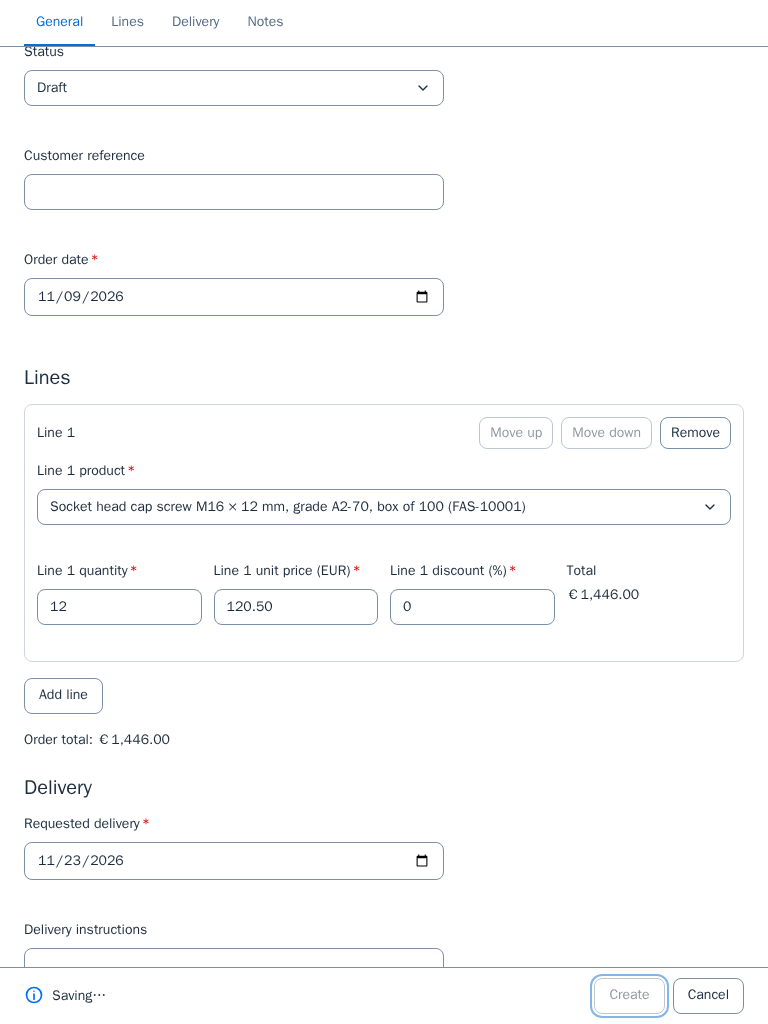 General Lines Delivery Notes
Status
Draft
Customer reference
Order date *
11/09/2026
Lines
Line 1 Move up Move down Remove
Line 1 product *
Socket head cap screw M16 × 12 mm, grade A2-70, box of 100 (FAS-10001)
Line 1 quantity * Line 1 unit price (EUR) * Line 1 discount (%) * Total
12 120.50 0 € 1,446.00
Add line
Order total: € 1,446.00
Delivery
Requested delivery *
11/23/2026
Delivery instructions
Saving… Create Cancel